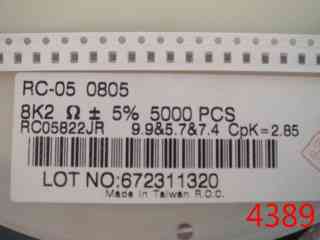 RC-05 0805
8K2 Ω ± 5% 5000 PCS
RC05822JR 9.9&5.7&7.4 CpK=2.85
LOT NO:672311320
Made In Taiwan R.O.C.
4389